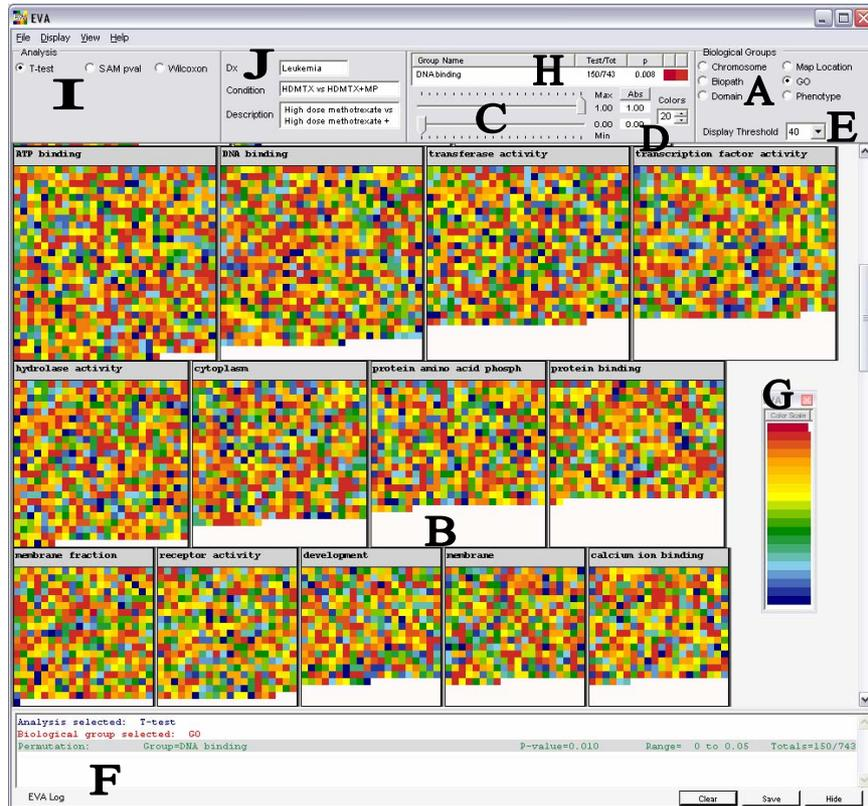 EVA
File Display View Help
Analysis
T-test SAM pval Wilcoxon
I
Dx J Leukemia
Condition HDMTX vs HDMTX+MP
Description High dose methotrexate vs
High dose methotrexate +
Group Name H Test/Tot p
DNA binding 150/743 0.008
C
Max Abs
1.00 1.00
Colors
20
0.00 0.00
Min D
Biological Groups
Chromosome Map Location
Biopath A GO
Domain Phenotype
E
Display Threshold 40
ATP binding DNA binding transferase activity transcription factor activity
hydrolase activity cytoplasm protein amino acid phosph protein binding
G
Color Scale
B
membrane fraction receptor activity development membrane calcium ion binding
Analysis selected: T-test
Biological group selected: GO
Permutation: Group=DNA binding P-value=0.010 Range= 0 to 0.05 Totals=150/743
F
EVA Log Clear Save Hide